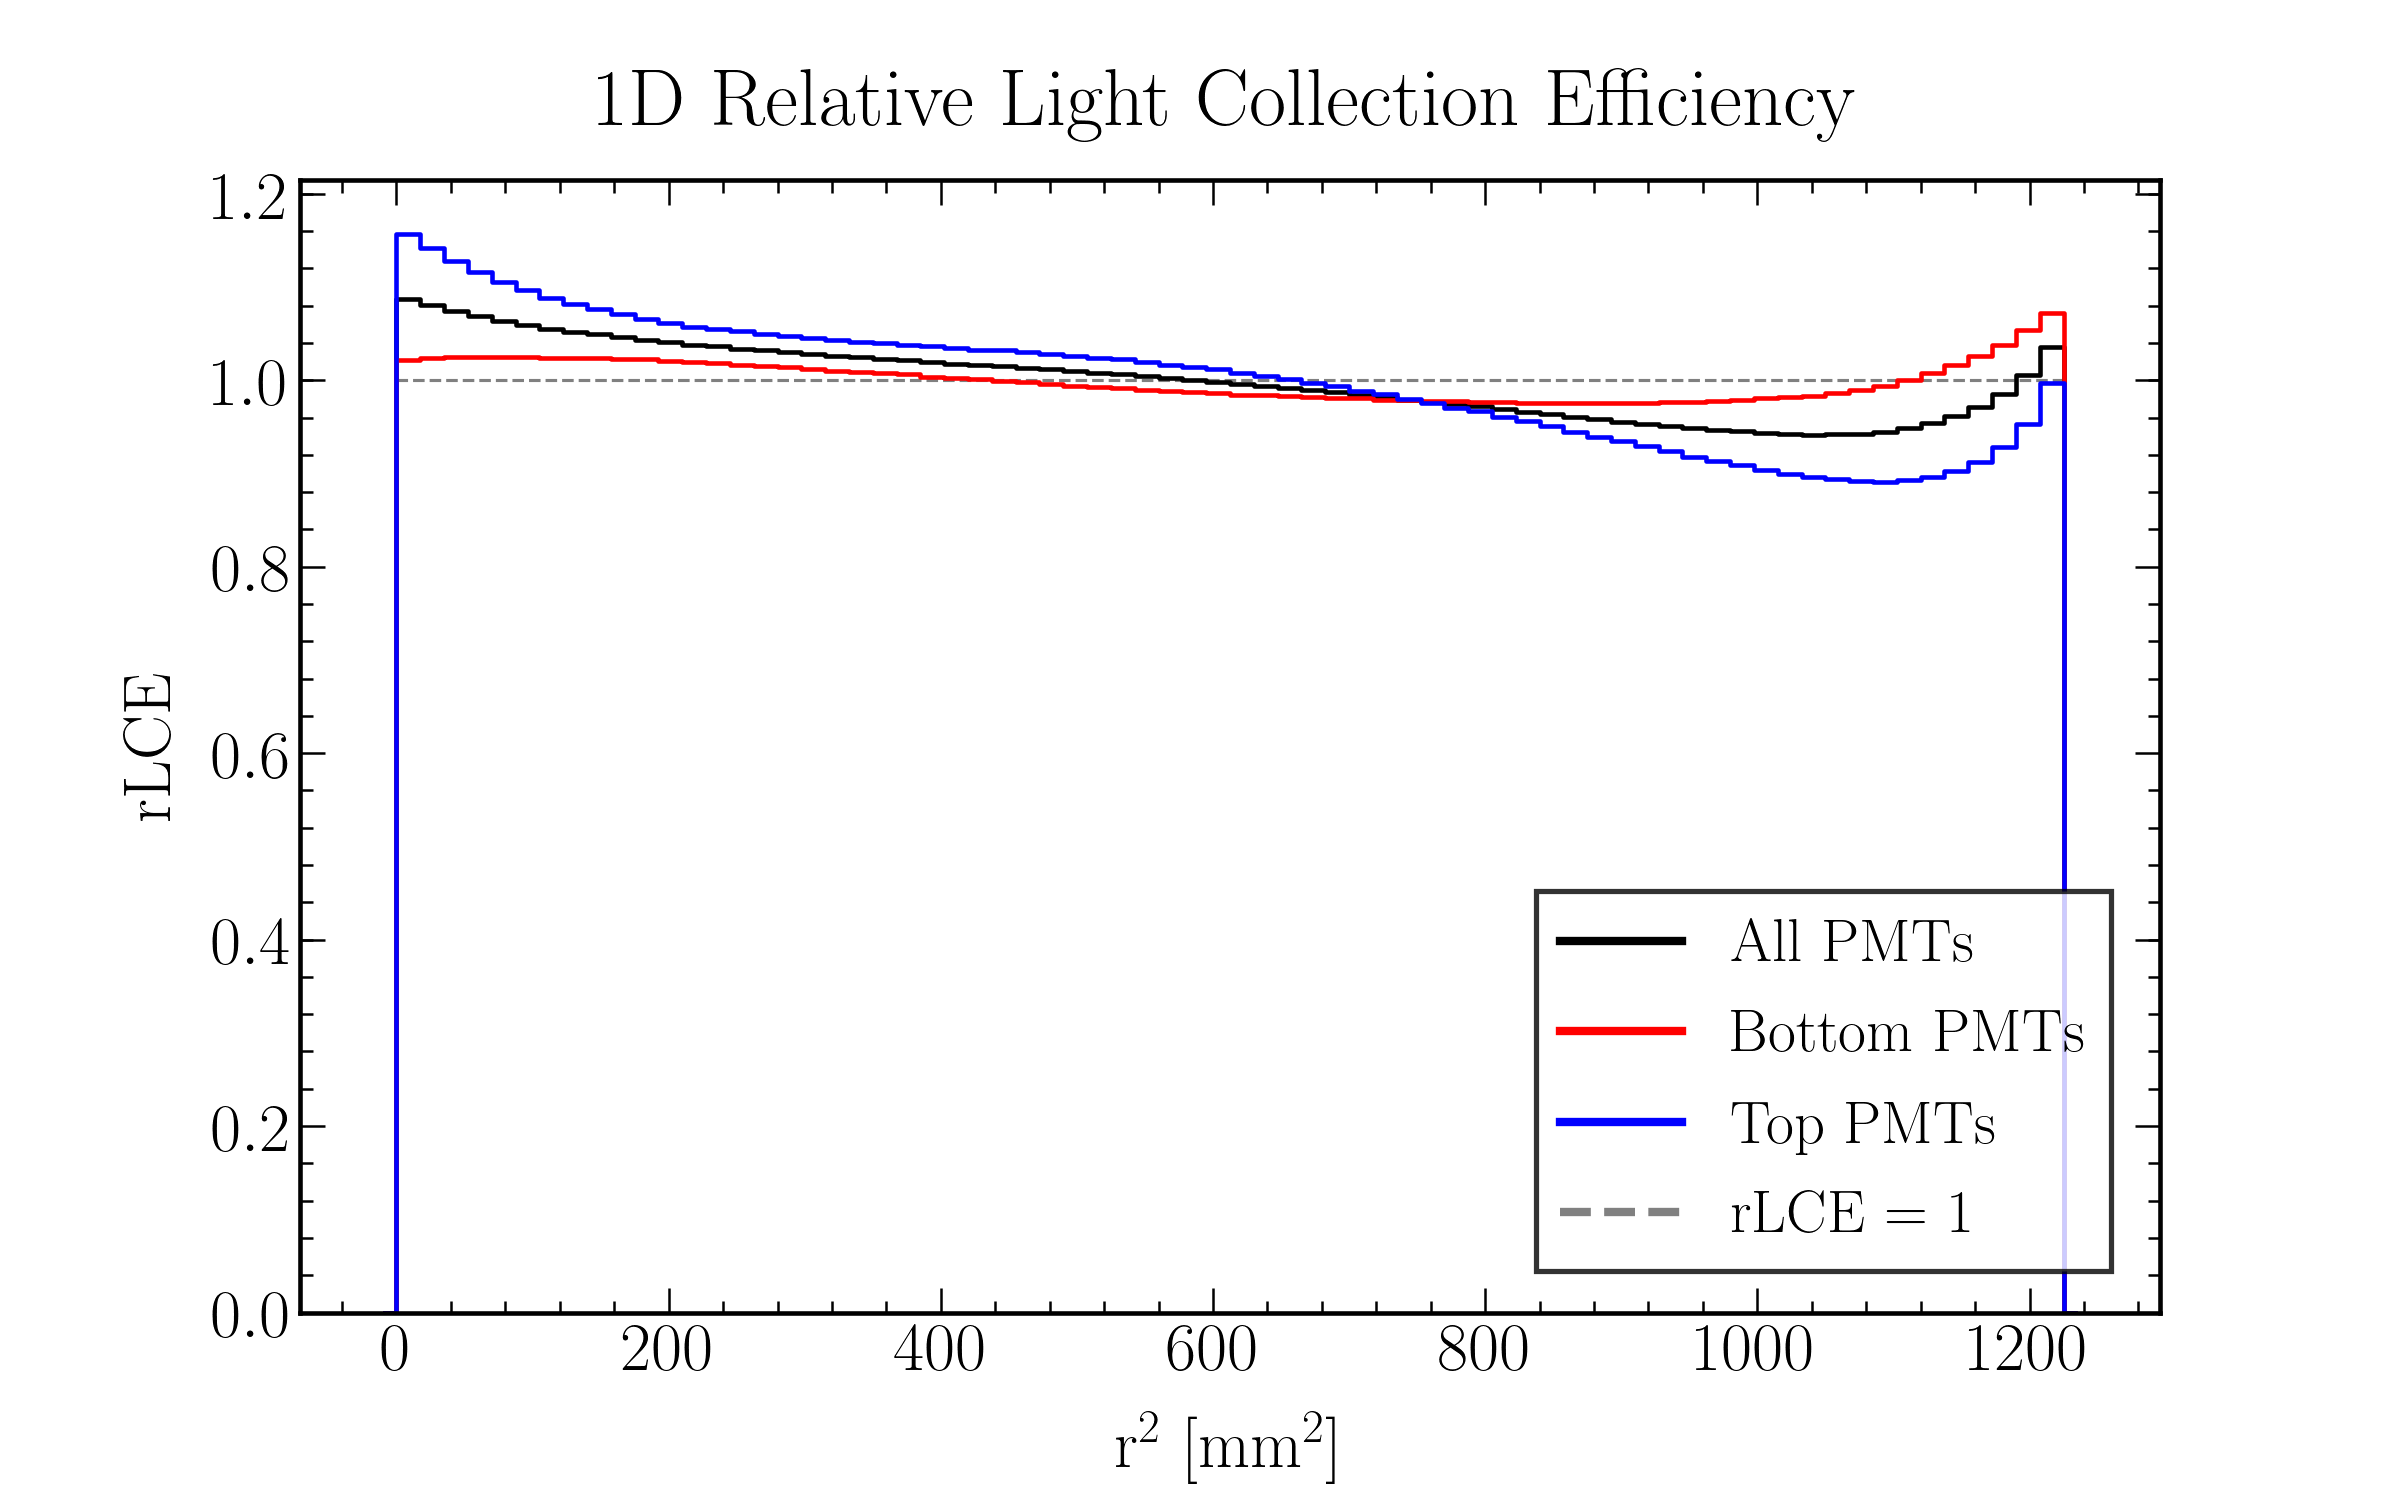 1D Relative Light Collection Efficiency
1.2
1.0
0.8
0.6
0.4
0.2
0.0
rLCE
All PMTs
Bottom PMTs
Top PMTs
rLCE = 1
0 200 400 600 800 1000 1200
r² [mm²]